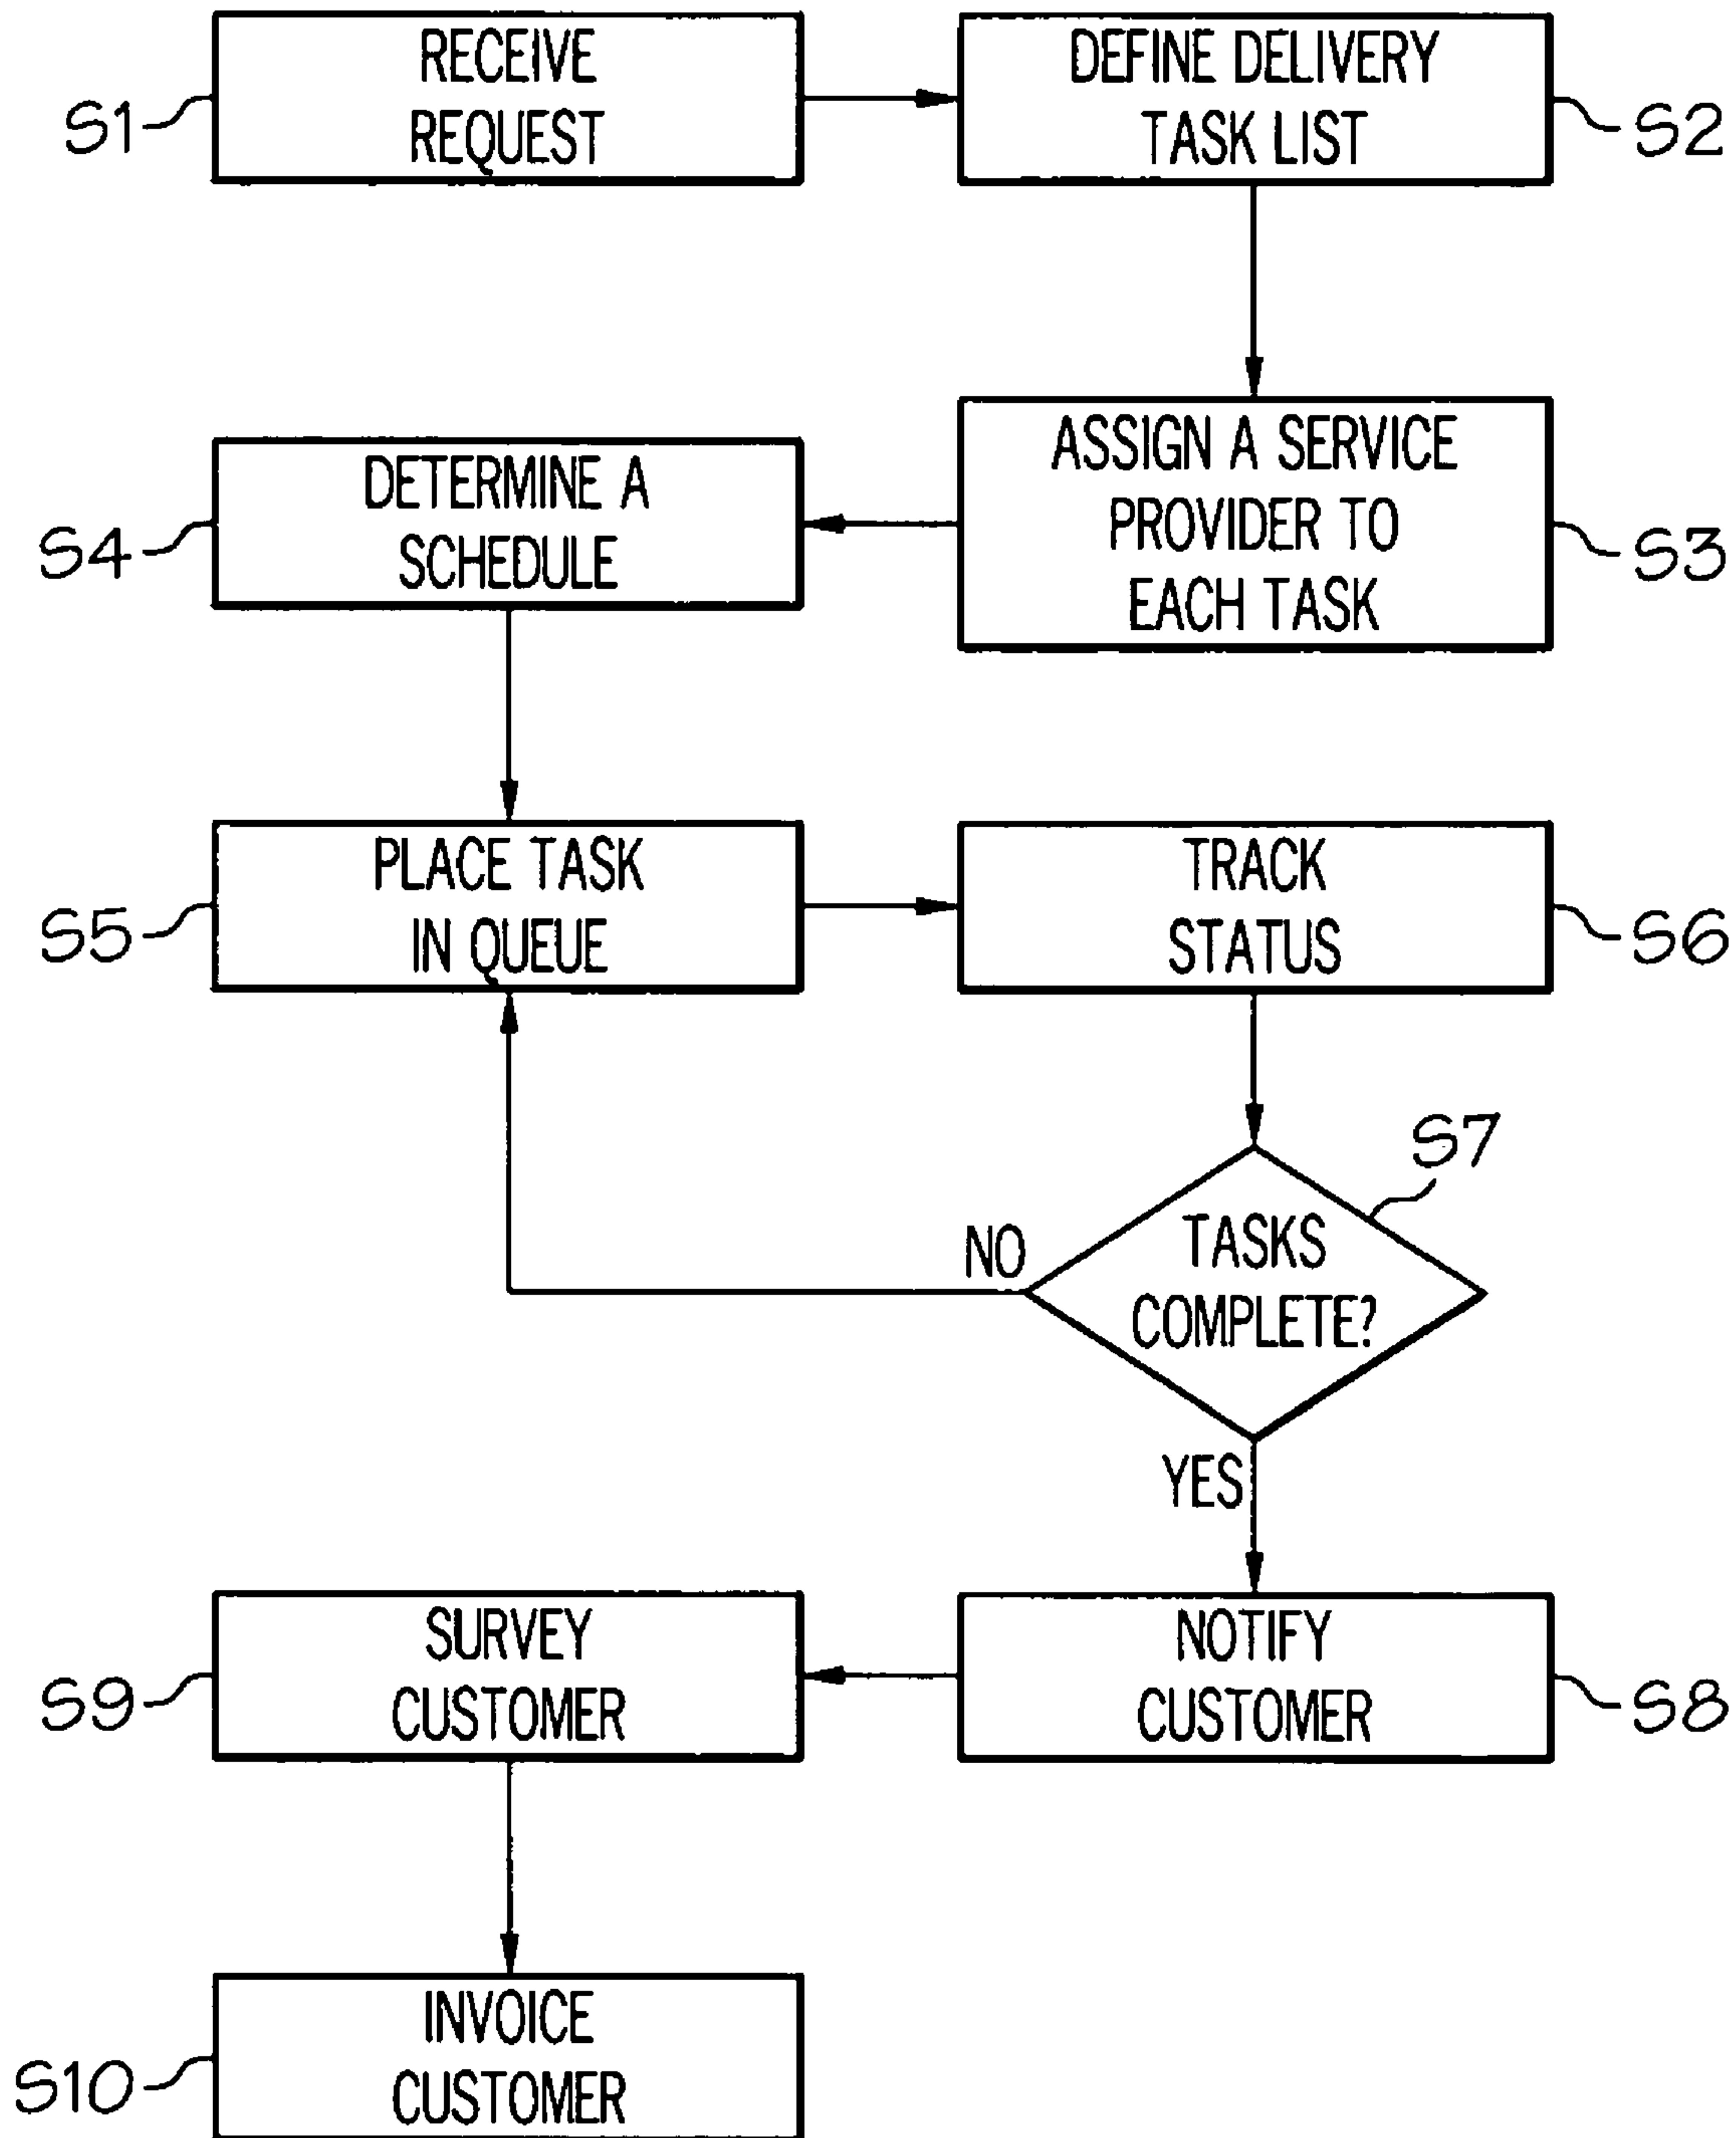 S1
RECEIVE
REQUEST
DEFINE DELIVERY
TASK LIST
S2
ASSIGN A SERVICE
PROVIDER TO
EACH TASK
S3
DETERMINE A
SCHEDULE
S4
PLACE TASK
IN QUEUE
S5
TRACK
STATUS
S6
S7
TASKS
COMPLETE?
NO
YES
NOTIFY
CUSTOMER
S8
SURVEY
CUSTOMER
S9
INVOICE
CUSTOMER
S10